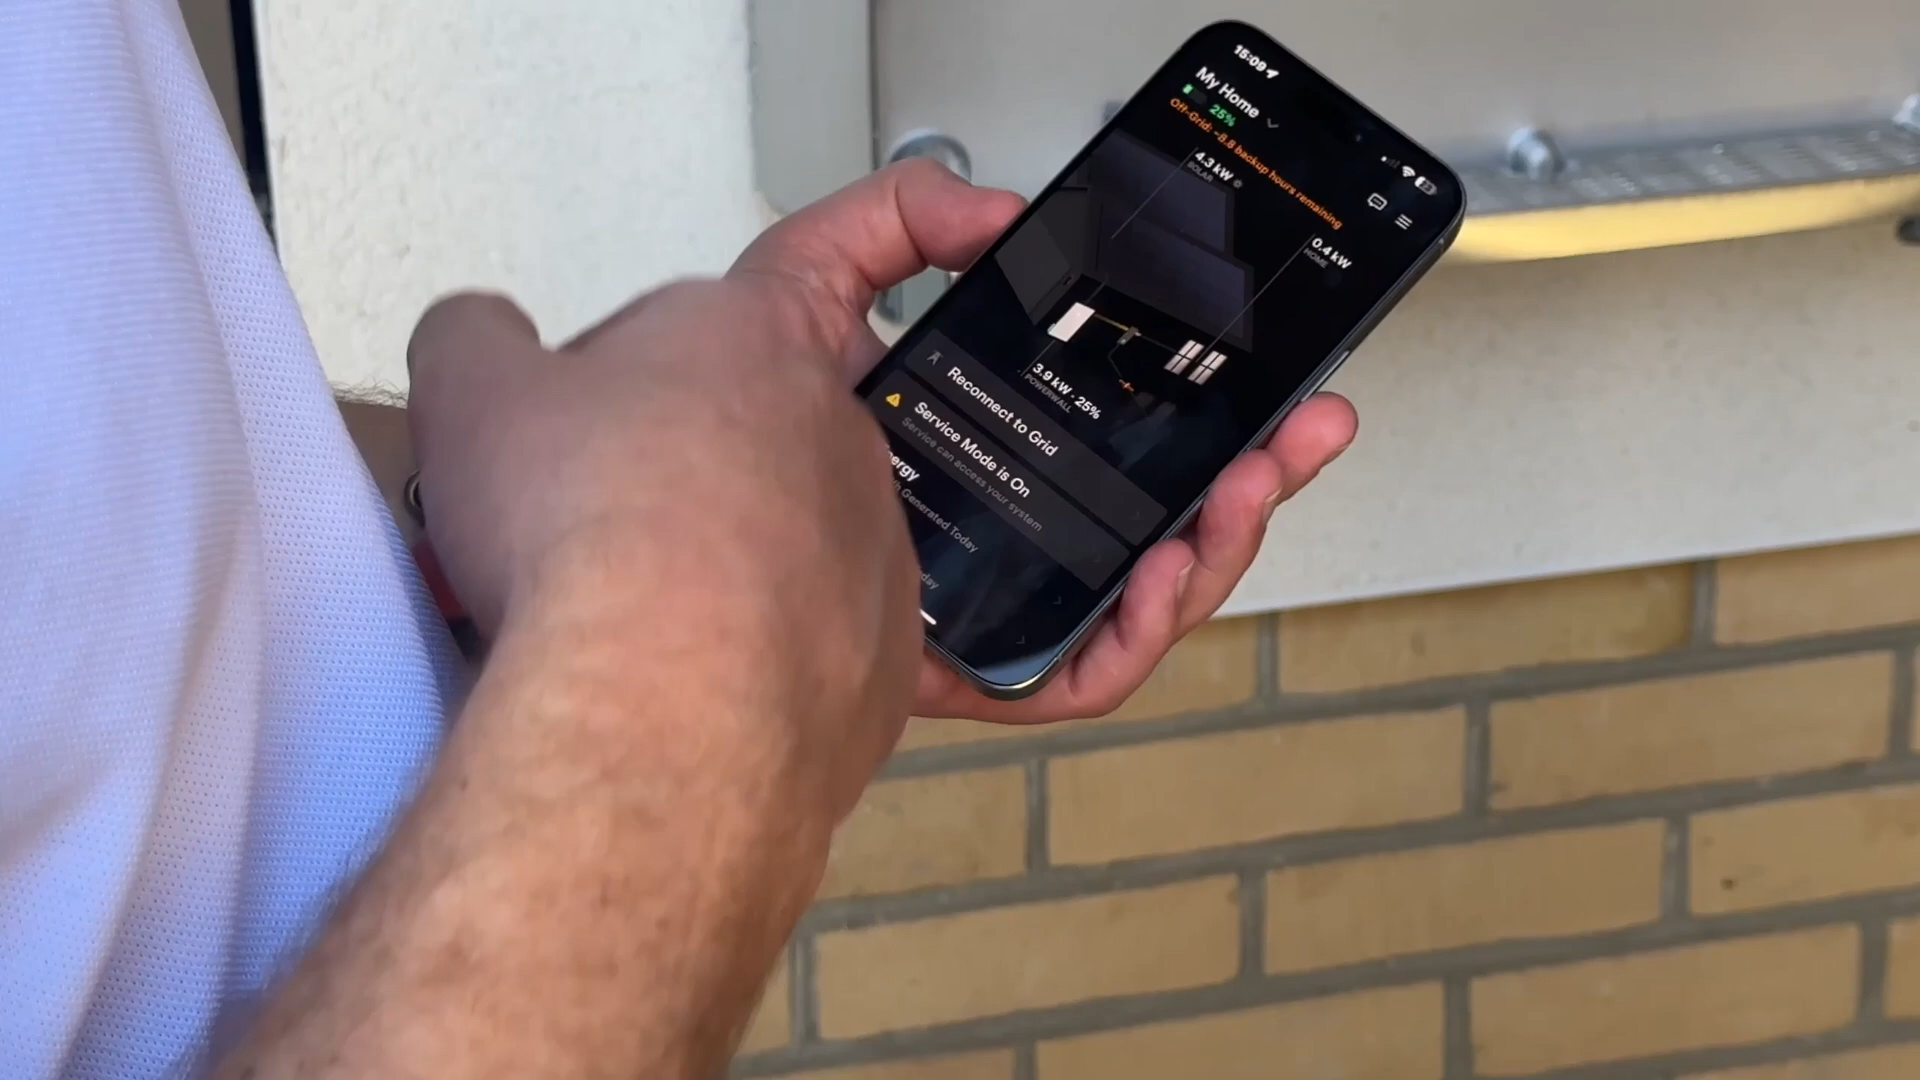 15:09
My Home
25%
Off-Grid: ~8.8 backup hours remaining
4.3 kW
SOLAR
0.4 kW
HOME
3.9 kW · 25%
POWERWALL
Reconnect to Grid
Service Mode is On
Service can access your system
ergy
h Generated Today
day